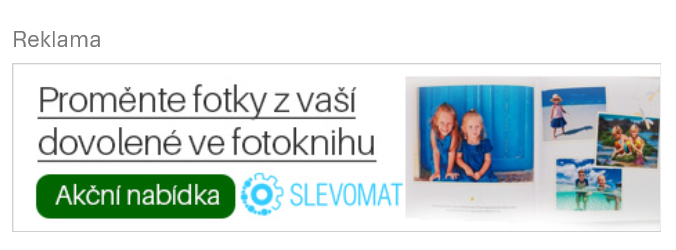 Reklama
Proměnte fotky z vaší
dovolené ve fotoknihu
Akční nabídka
SLEVOMAT